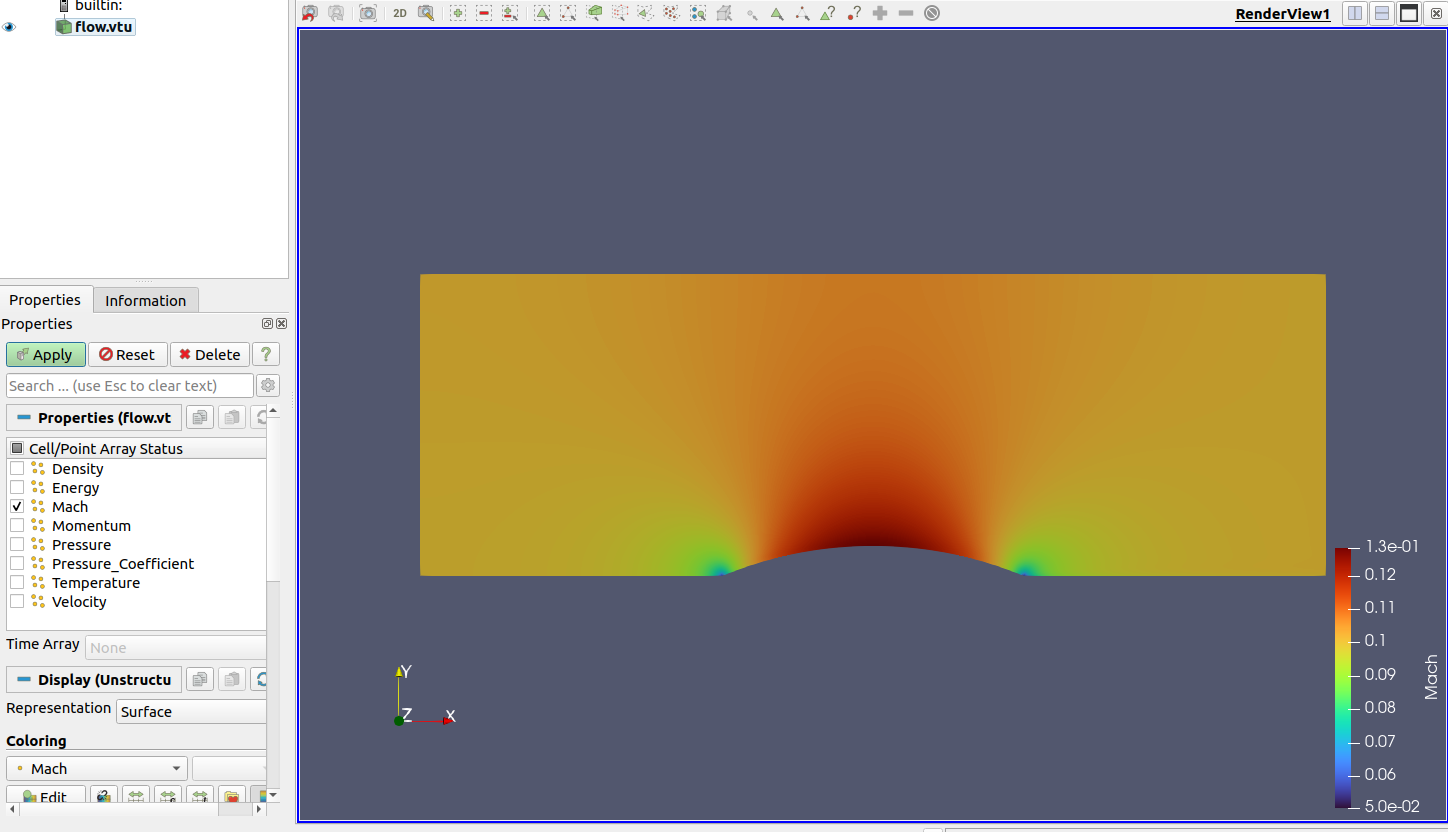 builtin:
flow.vtu
2D
RenderView1
Properties
Information
Properties
Apply
Reset
Delete
?
Search ... (use Esc to clear text)
Properties (flow.vt
Cell/Point Array Status
Density
Energy
Mach
Momentum
Pressure
Pressure_Coefficient
Temperature
Velocity
Time Array
None
Display (Unstructu
Representation
Surface
Coloring
Mach
Edit
Y
Z
X
1.3e-01
0.12
0.11
0.1
0.09
0.08
0.07
0.06
5.0e-02
Mach